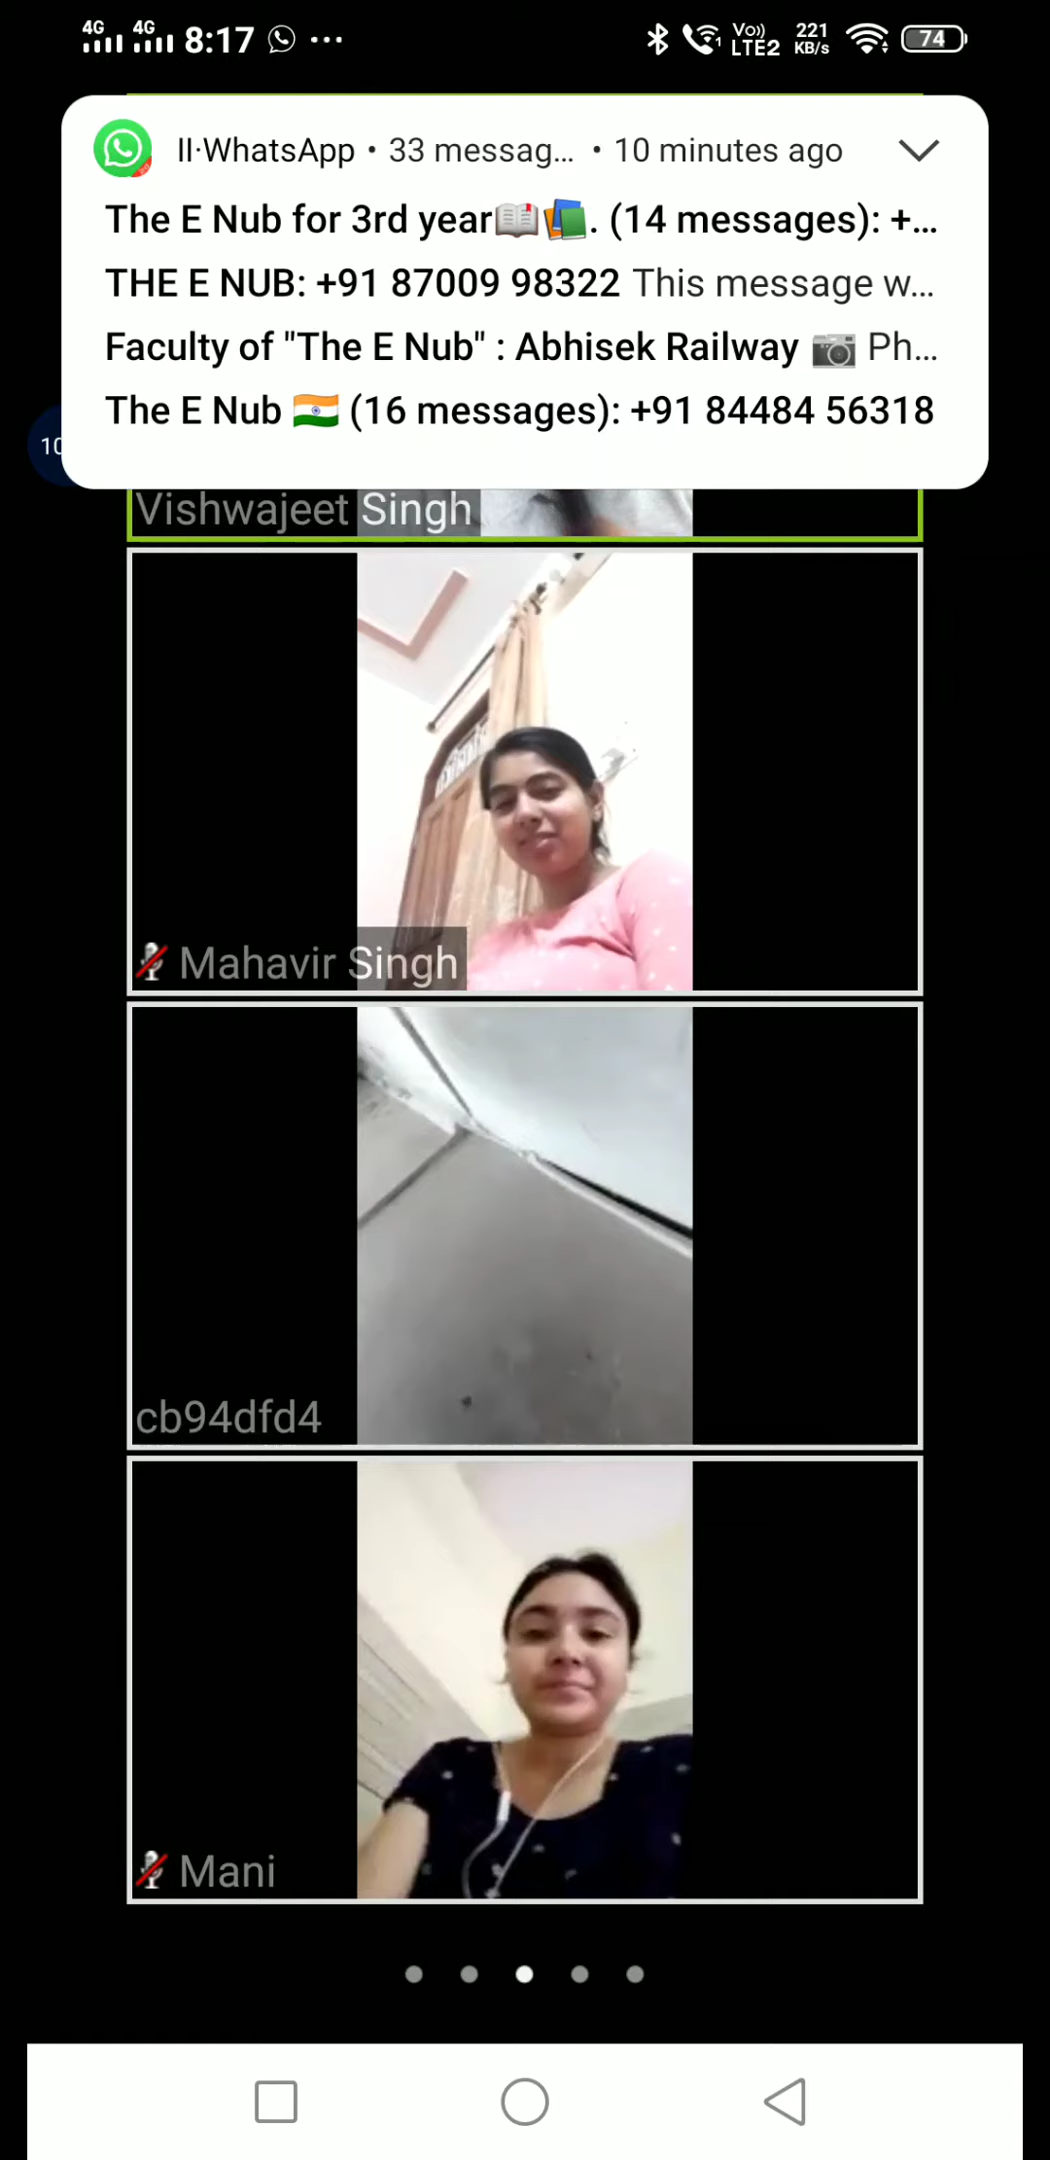 4G 4G 8:17 ... Vo)) LTE2 221 KB/s 74
II·WhatsApp • 33 messag... • 10 minutes ago
The E Nub for 3rd year📖📚. (14 messages): +...
THE E NUB: +91 87009 98322 This message w...
Faculty of "The E Nub" : Abhisek Railway 📷 Ph...
The E Nub 🇮🇳 (16 messages): +91 84484 56318
10
Vishwajeet Singh
Mahavir Singh
cb94dfd4
Mani